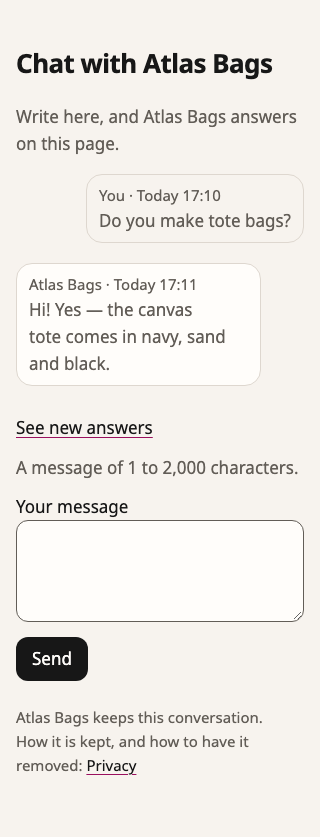 Chat with Atlas Bags
Write here, and Atlas Bags answers
on this page.
You · Today 17:10
Do you make tote bags?
Atlas Bags · Today 17:11
Hi! Yes — the canvas
tote comes in navy, sand
and black.
See new answers
A message of 1 to 2,000 characters.
Your message
Send
Atlas Bags keeps this conversation.
How it is kept, and how to have it
removed: Privacy